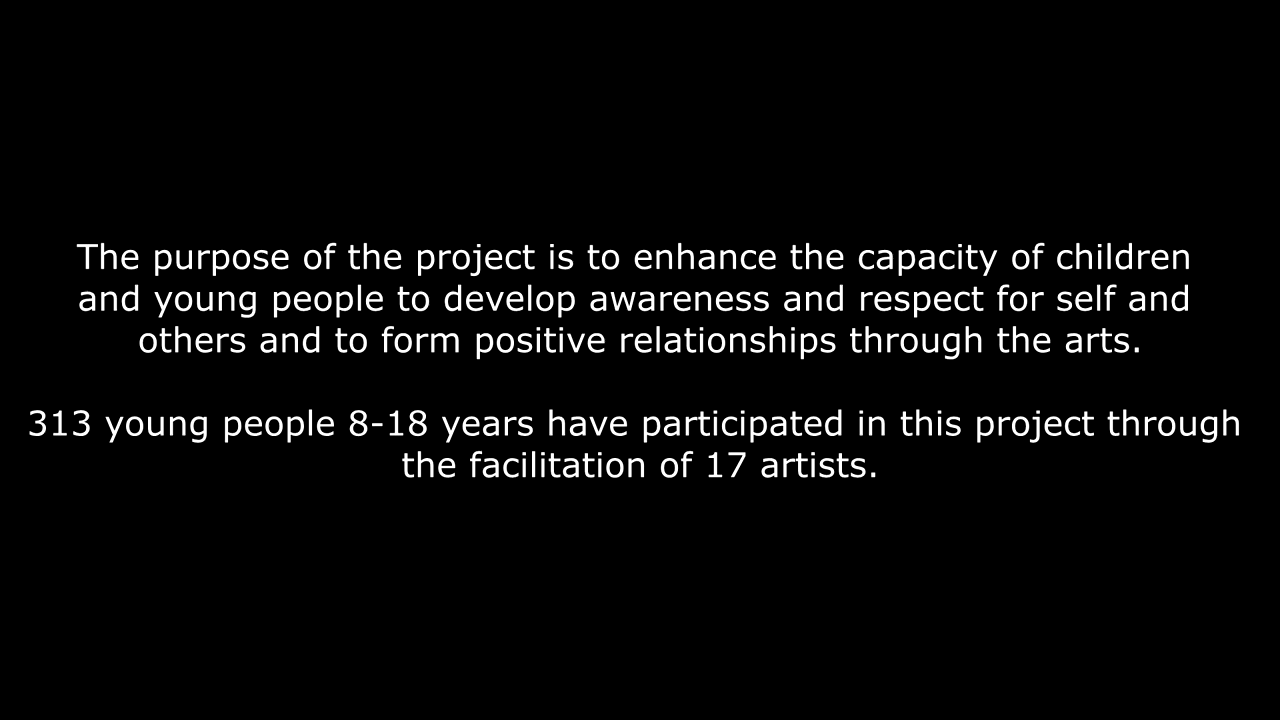 The purpose of the project is to enhance the capacity of children
and young people to develop awareness and respect for self and
others and to form positive relationships through the arts.
313 young people 8-18 years have participated in this project through
the facilitation of 17 artists.